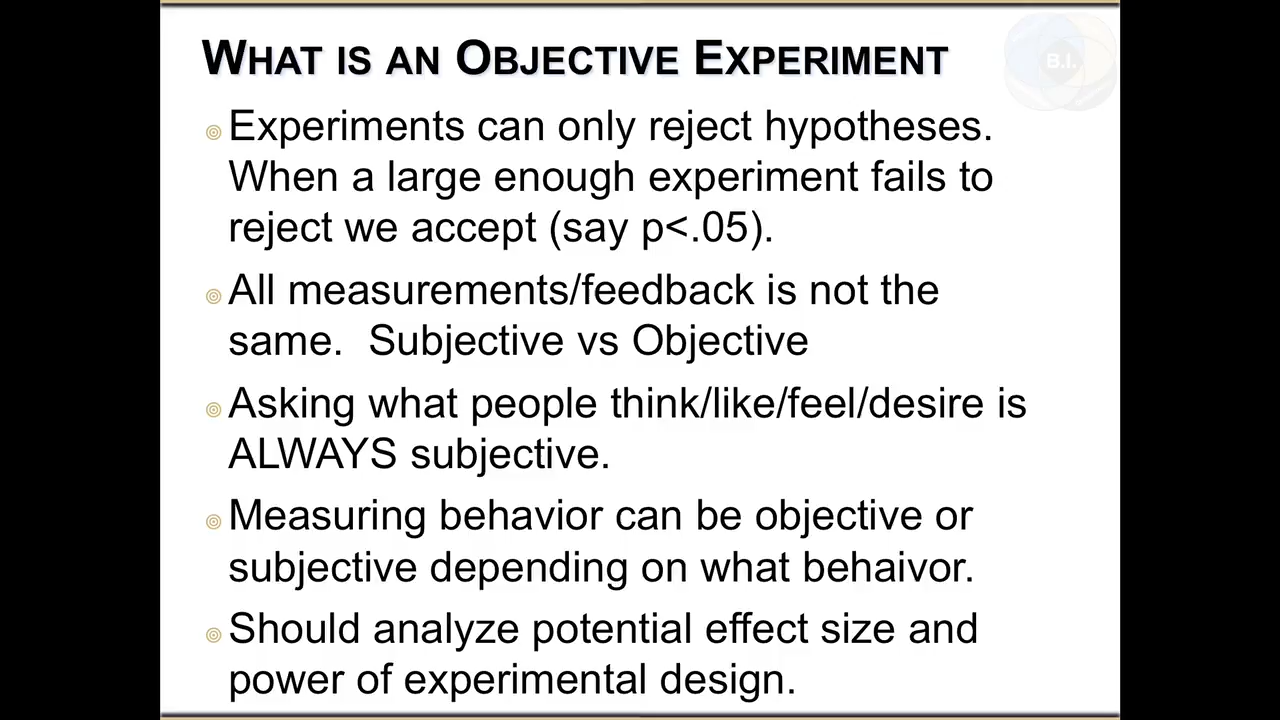 WHAT IS AN OBJECTIVE EXPERIMENT
B.I.
Experiments can only reject hypotheses.
When a large enough experiment fails to
reject we accept (say p<.05).
All measurements/feedback is not the
same.  Subjective vs Objective
Asking what people think/like/feel/desire is
ALWAYS subjective.
Measuring behavior can be objective or
subjective depending on what behaivor.
Should analyze potential effect size and
power of experimental design.